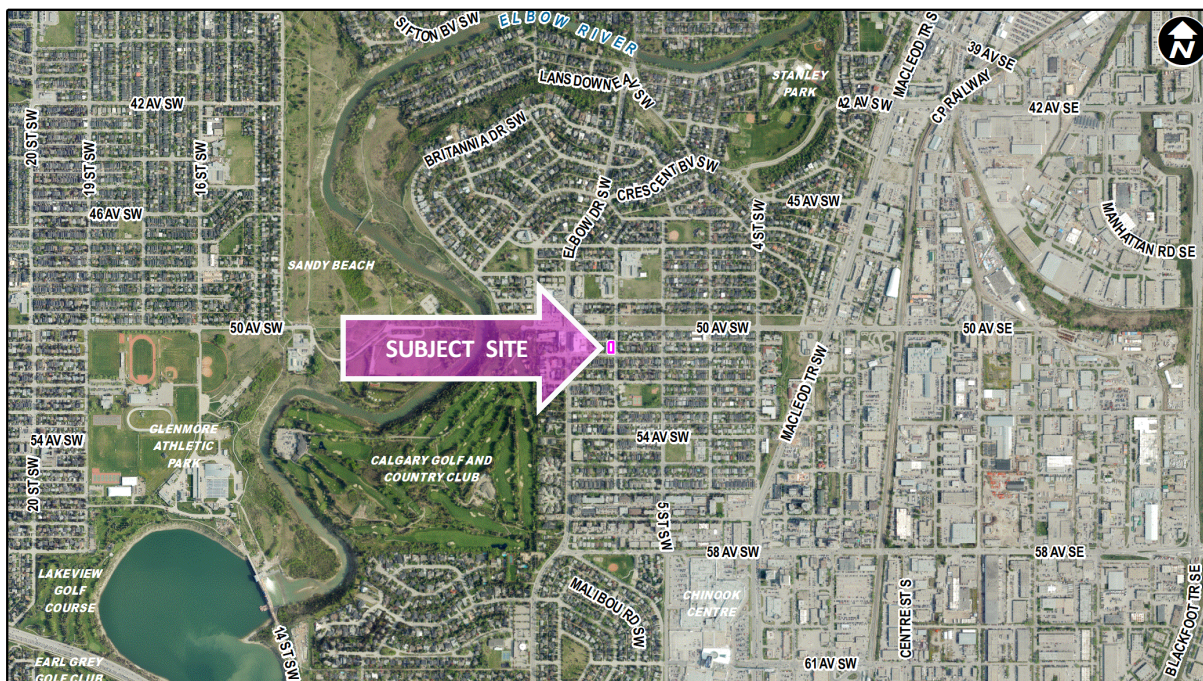 SIFTON BV SW
ELBOW RIVER
MACLEOD TR S
39 AV SE
N
LANSDOWNE AV SW
STANLEY
PARK
CP RAILWAY
42 AV SW
42 AV SW
42 AV SE
20 ST SW
19 ST SW
16 ST SW
BRITANNIA DR SW
CRESCENT BV SW
46 AV SW
ELBOW DR SW
4 ST SW
45 AV SW
MANHATTAN RD SE
SANDY BEACH
50 AV SW
50 AV SW
50 AV SE
SUBJECT SITE
MACLEOD TR SW
GLENMORE
ATHLETIC
PARK
54 AV SW
54 AV SW
CALGARY GOLF AND
COUNTRY CLUB
20 ST SW
5 ST SW
58 AV SW
58 AV SE
LAKEVIEW
GOLF
COURSE
MALIBOU RD SW
CHINOOK
CENTRE
CENTRE ST S
BLACKFOOT TR SE
14 ST SW
EARL GREY
GOLF CLUB
61 AV SW